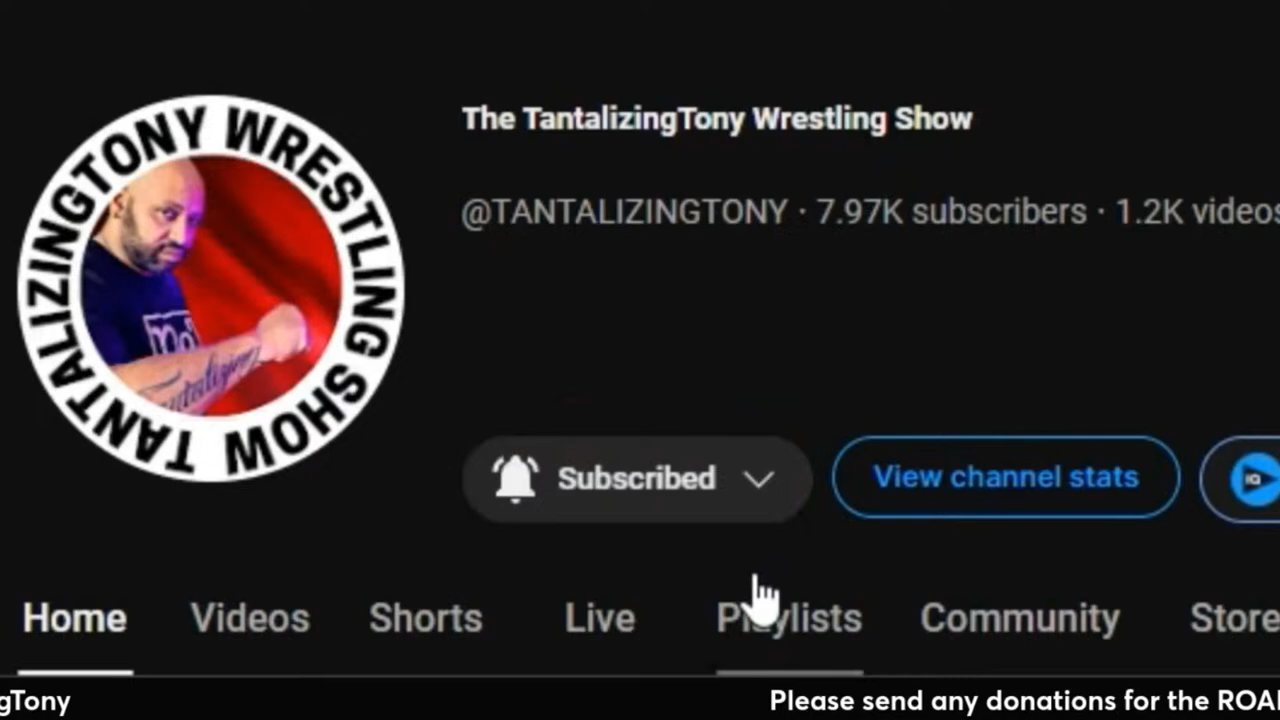 TANTALIZINGTONY WRESTLING SHOW
The TantalizingTony Wrestling Show
@TANTALIZINGTONY · 7.97K subscribers · 1.2K videos
Subscribed
View channel stats
IQ
Home Videos Shorts Live Playlists Community Store
gTony Please send any donations for the ROA